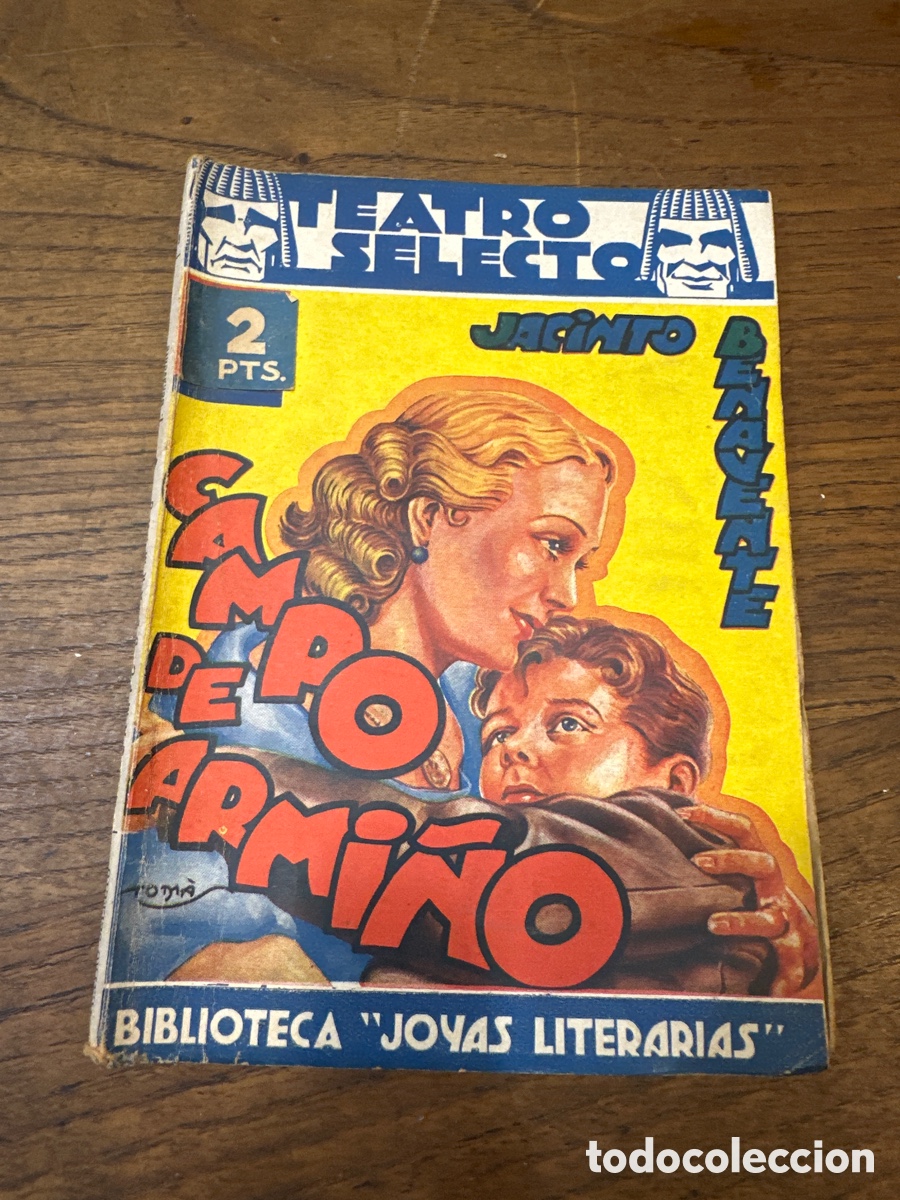 TEATRO
SELECTO
2
PTS.
JACINTO
BENAVENTE
CAMPO
DE
ARMIÑO
BIBLIOTECA "JOYAS LITERARIAS"
todocoleccion